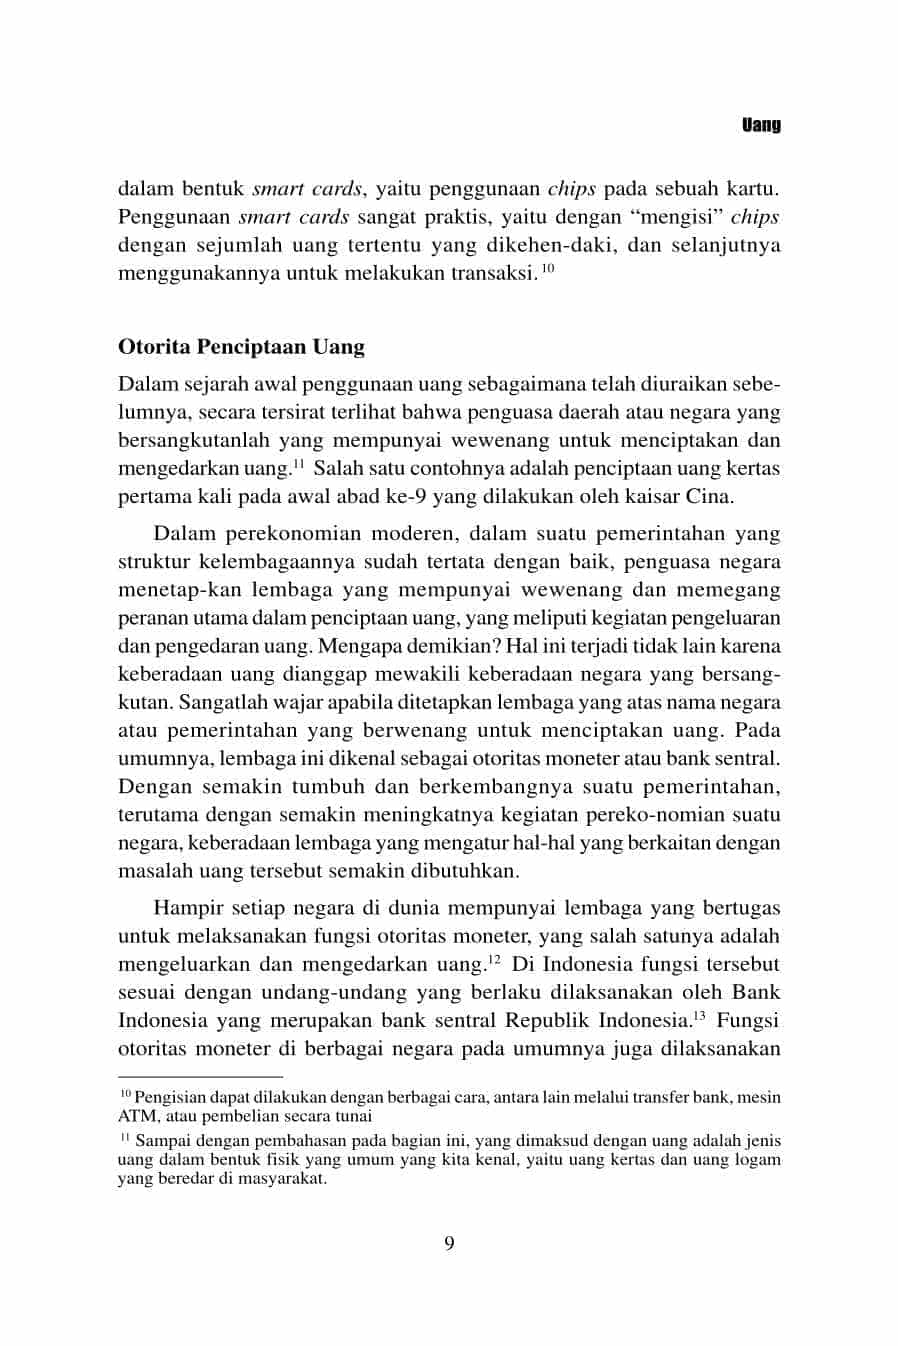 Uang
dalam bentuk smart cards, yaitu penggunaan chips pada sebuah kartu.
Penggunaan smart cards sangat praktis, yaitu dengan “mengisi” chips
dengan sejumlah uang tertentu yang dikehen-daki, dan selanjutnya
menggunakannya untuk melakukan transaksi.10
Otorita Penciptaan Uang
Dalam sejarah awal penggunaan uang sebagaimana telah diuraikan sebe-
lumnya, secara tersirat terlihat bahwa penguasa daerah atau negara yang
bersangkutanlah yang mempunyai wewenang untuk menciptakan dan
mengedarkan uang.11 Salah satu contohnya adalah penciptaan uang kertas
pertama kali pada awal abad ke-9 yang dilakukan oleh kaisar Cina.
Dalam perekonomian moderen, dalam suatu pemerintahan yang
struktur kelembagaannya sudah tertata dengan baik, penguasa negara
menetap-kan lembaga yang mempunyai wewenang dan memegang
peranan utama dalam penciptaan uang, yang meliputi kegiatan pengeluaran
dan pengedaran uang. Mengapa demikian? Hal ini terjadi tidak lain karena
keberadaan uang dianggap mewakili keberadaan negara yang bersang-
kutan. Sangatlah wajar apabila ditetapkan lembaga yang atas nama negara
atau pemerintahan yang berwenang untuk menciptakan uang. Pada
umumnya, lembaga ini dikenal sebagai otoritas moneter atau bank sentral.
Dengan semakin tumbuh dan berkembangnya suatu pemerintahan,
terutama dengan semakin meningkatnya kegiatan pereko-nomian suatu
negara, keberadaan lembaga yang mengatur hal-hal yang berkaitan dengan
masalah uang tersebut semakin dibutuhkan.
Hampir setiap negara di dunia mempunyai lembaga yang bertugas
untuk melaksanakan fungsi otoritas moneter, yang salah satunya adalah
mengeluarkan dan mengedarkan uang.12 Di Indonesia fungsi tersebut
sesuai dengan undang-undang yang berlaku dilaksanakan oleh Bank
Indonesia yang merupakan bank sentral Republik Indonesia.13 Fungsi
otoritas moneter di berbagai negara pada umumnya juga dilaksanakan
10 Pengisian dapat dilakukan dengan berbagai cara, antara lain melalui transfer bank, mesin
ATM, atau pembelian secara tunai
11 Sampai dengan pembahasan pada bagian ini, yang dimaksud dengan uang adalah jenis
uang dalam bentuk fisik yang umum yang kita kenal, yaitu uang kertas dan uang logam
yang beredar di masyarakat.
9